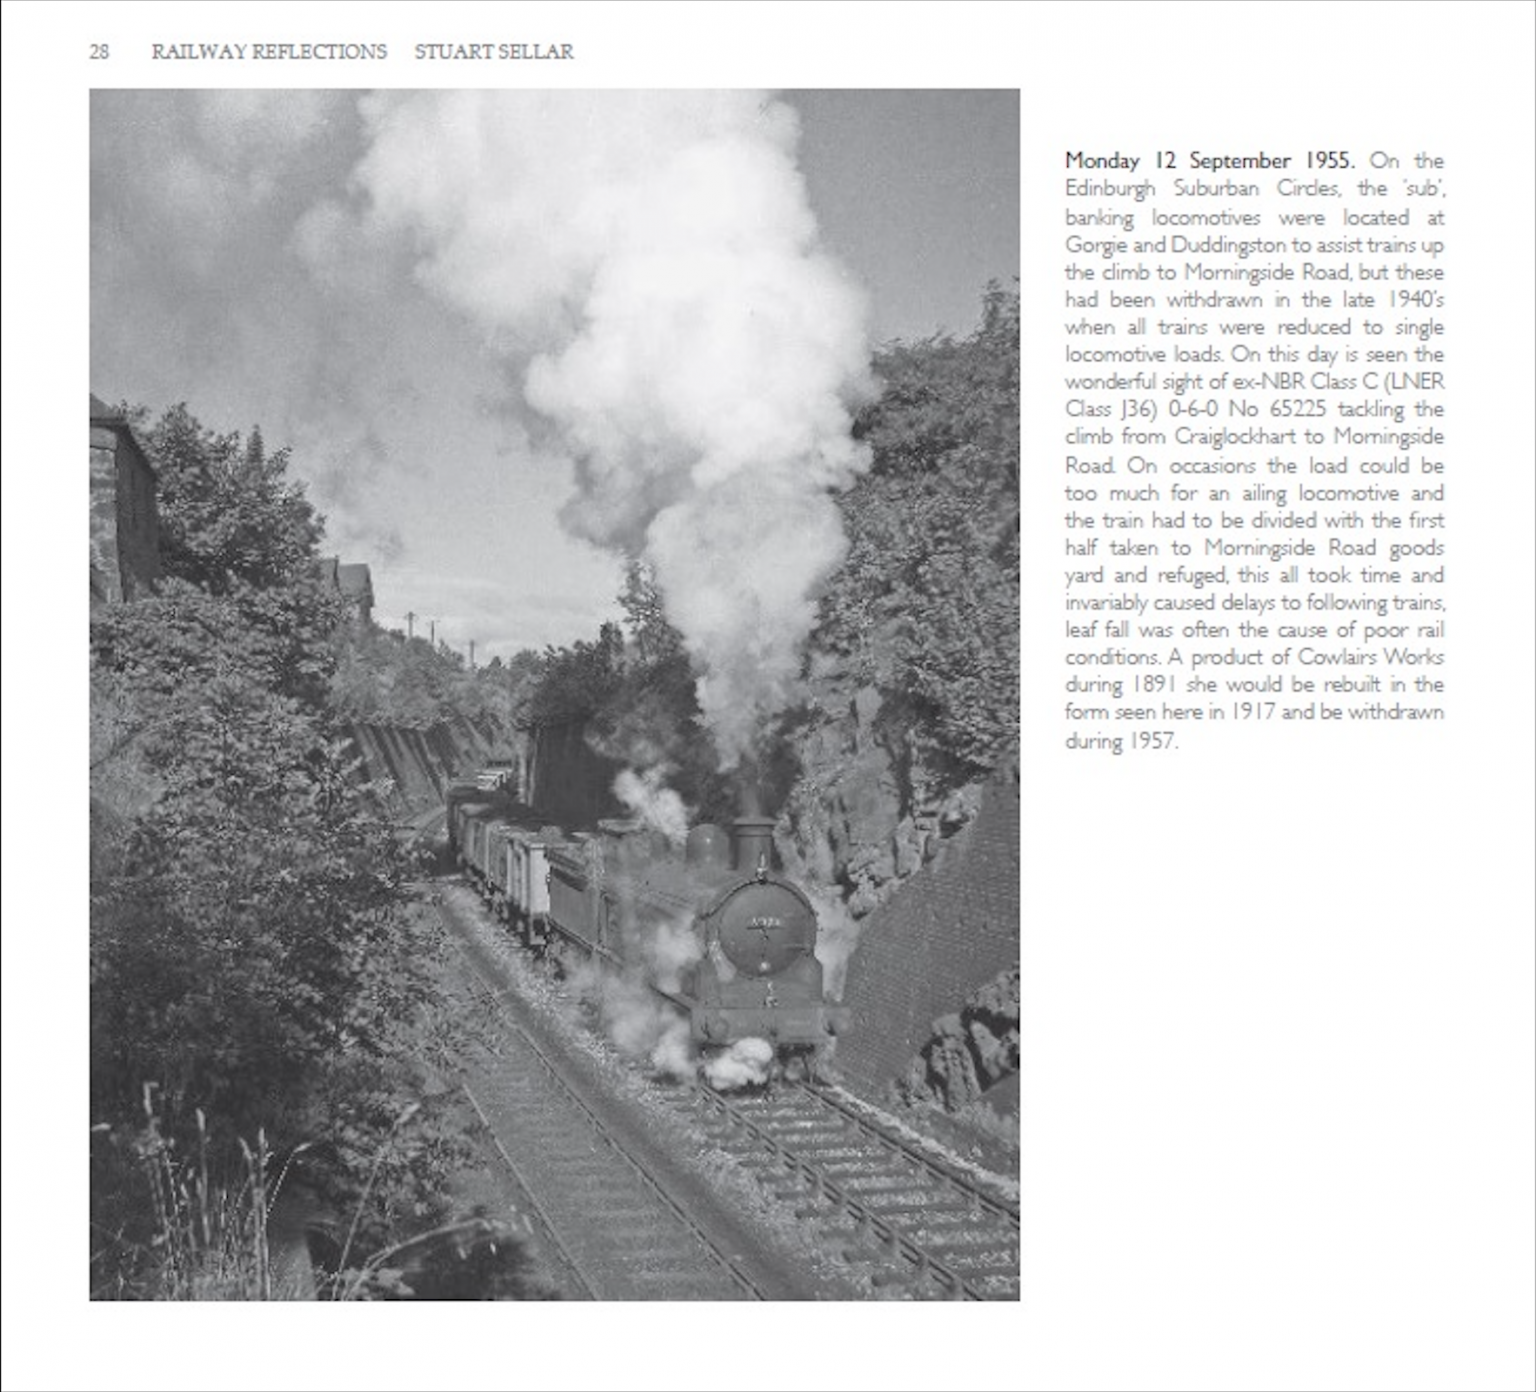 28 RAILWAY REFLECTIONS STUART SELLAR
Monday 12 September 1955. On the
Edinburgh Suburban Circles, the 'sub',
banking locomotives were located at
Gorgie and Duddingston to assist trains up
the climb to Morningside Road, but these
had been withdrawn in the late 1940's
when all trains were reduced to single
locomotive loads. On this day is seen the
wonderful sight of ex-NBR Class C (LNER
Class J36) 0-6-0 No 65225 tackling the
climb from Craiglockhart to Morningside
Road. On occasions the load could be
too much for an ailing locomotive and
the train had to be divided with the first
half taken to Morningside Road goods
yard and refuged, this all took time and
invariably caused delays to following trains,
leaf fall was often the cause of poor rail
conditions. A product of Cowlairs Works
during 1891 she would be rebuilt in the
form seen here in 1917 and be withdrawn
during 1957.